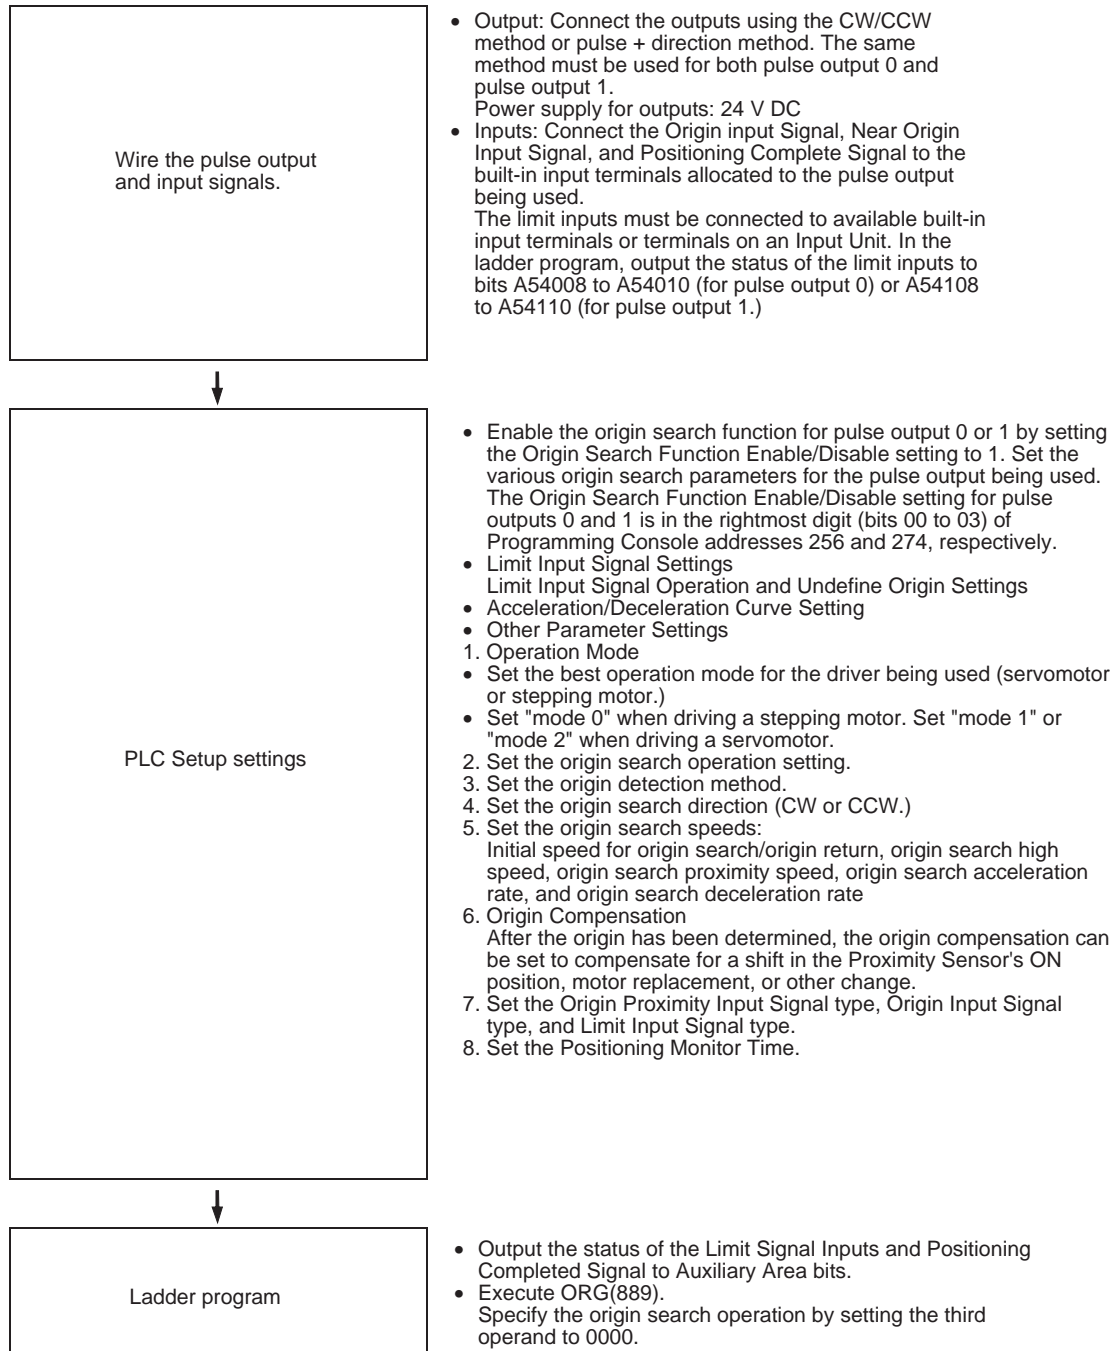 Wire the pulse output
and input signals.
• Output: Connect the outputs using the CW/CCW
method or pulse + direction method. The same
method must be used for both pulse output 0 and
pulse output 1.
Power supply for outputs: 24 V DC
• Inputs: Connect the Origin input Signal, Near Origin
Input Signal, and Positioning Complete Signal to the
built-in input terminals allocated to the pulse output
being used.
The limit inputs must be connected to available built-in
input terminals or terminals on an Input Unit. In the
ladder program, output the status of the limit inputs to
bits A54008 to A54010 (for pulse output 0) or A54108
to A54110 (for pulse output 1.)
PLC Setup settings
• Enable the origin search function for pulse output 0 or 1 by setting
the Origin Search Function Enable/Disable setting to 1. Set the
various origin search parameters for the pulse output being used.
The Origin Search Function Enable/Disable setting for pulse
outputs 0 and 1 is in the rightmost digit (bits 00 to 03) of
Programming Console addresses 256 and 274, respectively.
• Limit Input Signal Settings
Limit Input Signal Operation and Undefine Origin Settings
• Acceleration/Deceleration Curve Setting
• Other Parameter Settings
1. Operation Mode
• Set the best operation mode for the driver being used (servomotor
or stepping motor.)
• Set "mode 0" when driving a stepping motor. Set "mode 1" or
"mode 2" when driving a servomotor.
2. Set the origin search operation setting.
3. Set the origin detection method.
4. Set the origin search direction (CW or CCW.)
5. Set the origin search speeds:
Initial speed for origin search/origin return, origin search high
speed, origin search proximity speed, origin search acceleration
rate, and origin search deceleration rate
6. Origin Compensation
After the origin has been determined, the origin compensation can
be set to compensate for a shift in the Proximity Sensor's ON
position, motor replacement, or other change.
7. Set the Origin Proximity Input Signal type, Origin Input Signal
type, and Limit Input Signal type.
8. Set the Positioning Monitor Time.
Ladder program
• Output the status of the Limit Signal Inputs and Positioning
Completed Signal to Auxiliary Area bits.
• Execute ORG(889).
Specify the origin search operation by setting the third
operand to 0000.